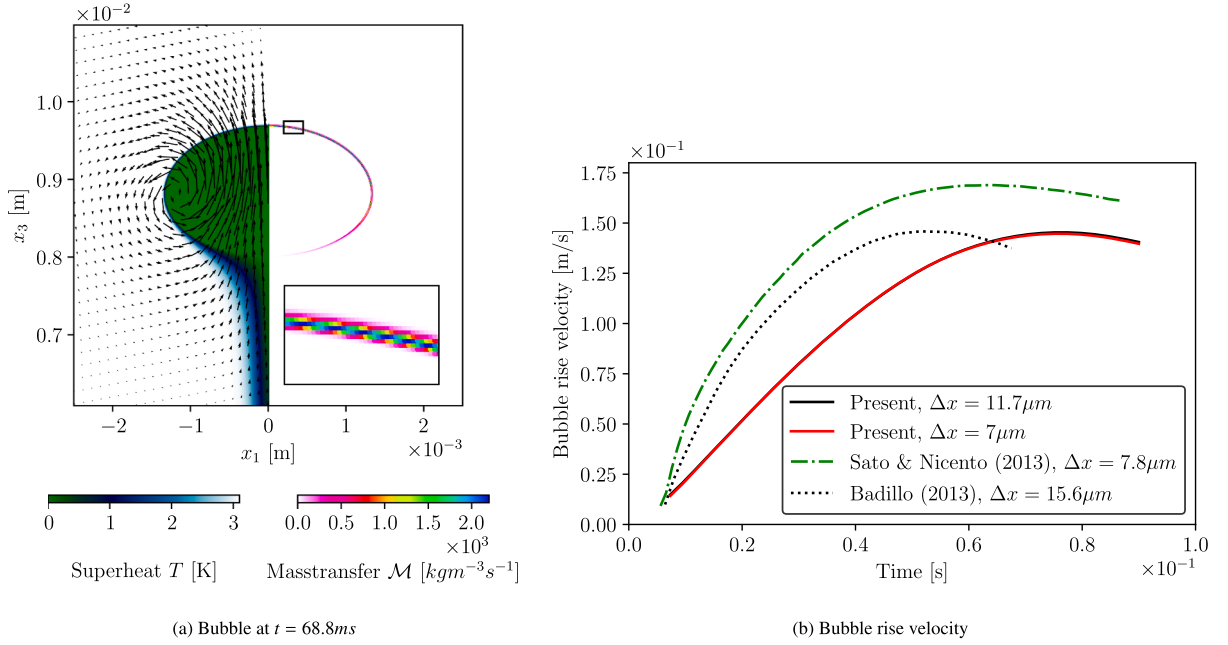 ×10⁻²
1.0
0.9
0.8
0.7
x₃ [m]
−2 −1 0 1 2
×10⁻³
x₁ [m]
0 1 2 3
Superheat T [K]
0.0 0.5 1.0 1.5 2.0
×10³
Masstransfer ℳ [kgm⁻³s⁻¹]
(a) Bubble at t = 68.8ms
×10⁻¹
1.75
1.50
1.25
1.00
0.75
0.50
0.25
0.00
Bubble rise velocity [m/s]
Present, Δx = 11.7μm
Present, Δx = 7μm
Sato & Nicento (2013), Δx = 7.8μm
Badillo (2013), Δx = 15.6μm
0.0 0.2 0.4 0.6 0.8 1.0
×10⁻¹
Time [s]
(b) Bubble rise velocity